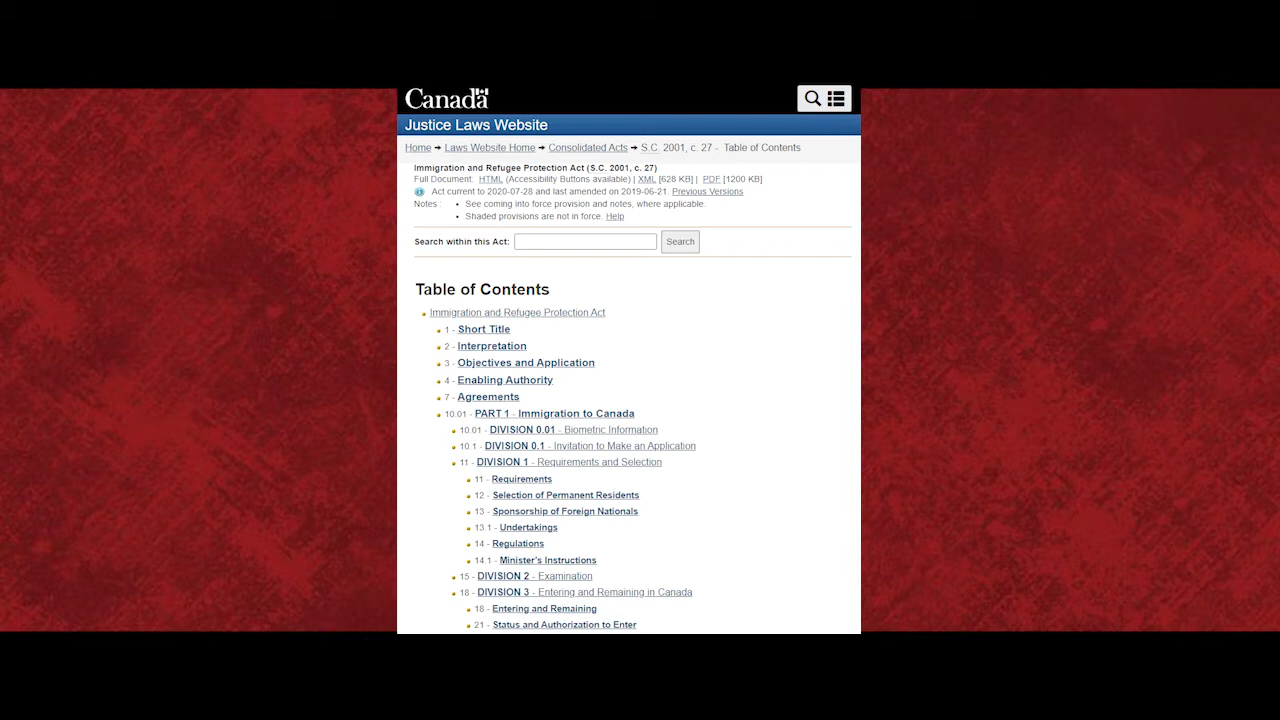 Canada
Justice Laws Website
Home → Laws Website Home → Consolidated Acts → S.C. 2001, c. 27 - Table of Contents
Immigration and Refugee Protection Act (S.C. 2001, c. 27)
Full Document: HTML (Accessibility Buttons available) | XML [628 KB] | PDF [1200 KB]
Act current to 2020-07-28 and last amended on 2019-06-21. Previous Versions
Notes : • See coming into force provision and notes, where applicable.
• Shaded provisions are not in force. Help
Search within this Act: Search
Table of Contents
Immigration and Refugee Protection Act
1 - Short Title
2 - Interpretation
3 - Objectives and Application
4 - Enabling Authority
7 - Agreements
10.01 - PART 1 - Immigration to Canada
10.01 - DIVISION 0.01 - Biometric Information
10.1 - DIVISION 0.1 - Invitation to Make an Application
11 - DIVISION 1 - Requirements and Selection
11 - Requirements
12 - Selection of Permanent Residents
13 - Sponsorship of Foreign Nationals
13.1 - Undertakings
14 - Regulations
14.1 - Minister's Instructions
15 - DIVISION 2 - Examination
18 - DIVISION 3 - Entering and Remaining in Canada
18 - Entering and Remaining
21 - Status and Authorization to Enter